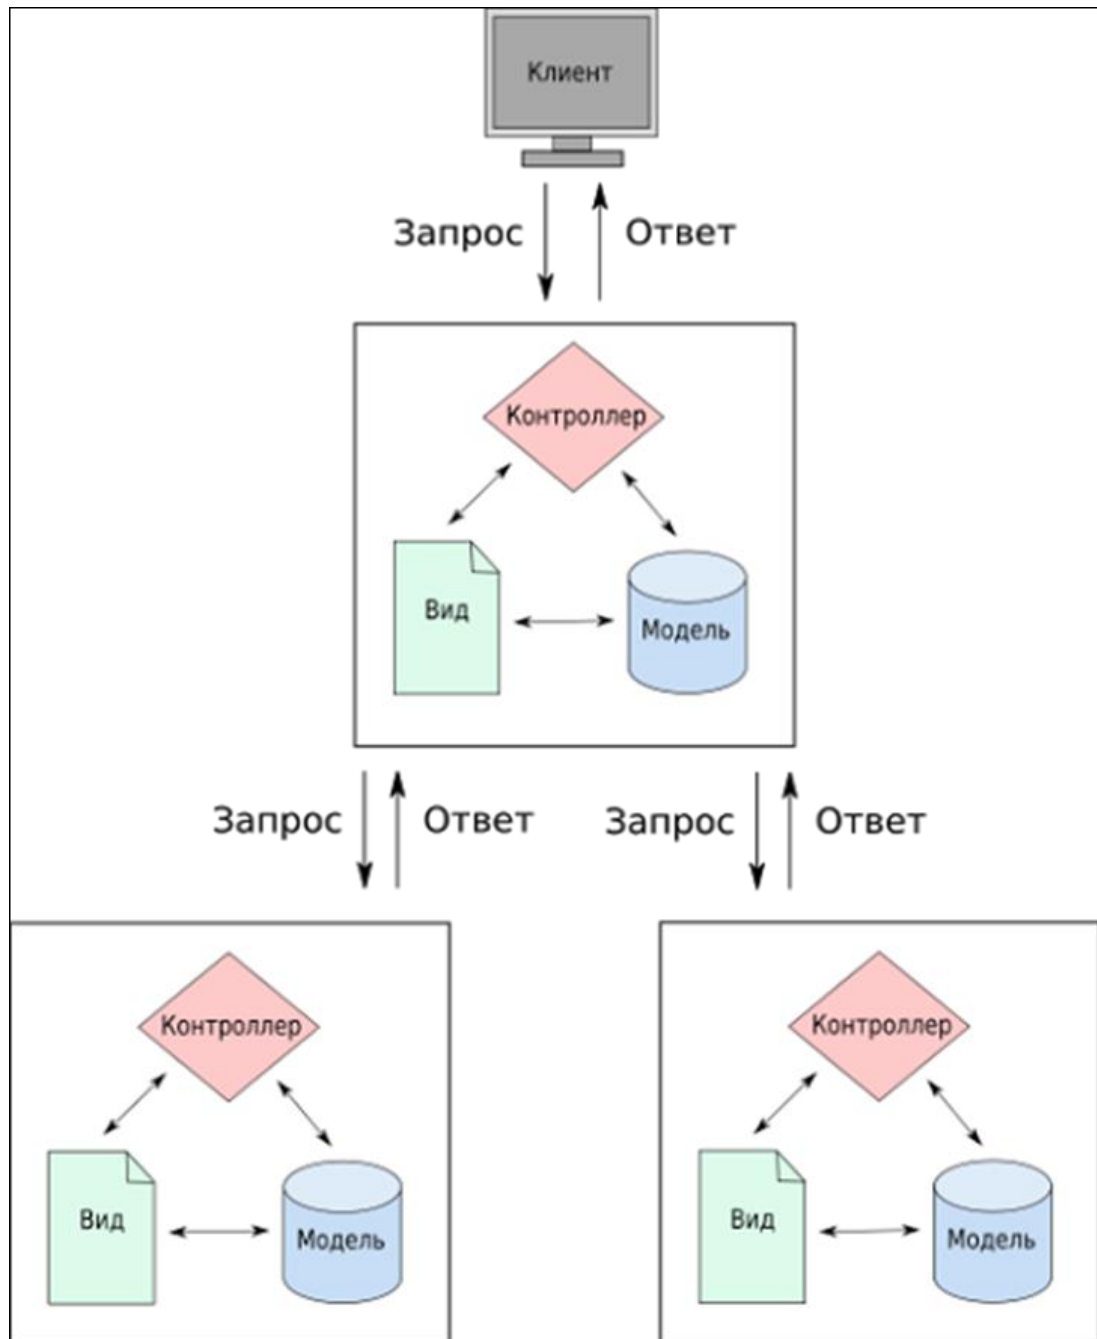 Клиент
Запрос
Ответ
Контроллер
Вид
Модель
Запрос
Ответ
Запрос
Ответ
Контроллер
Вид
Модель
Контроллер
Вид
Модель